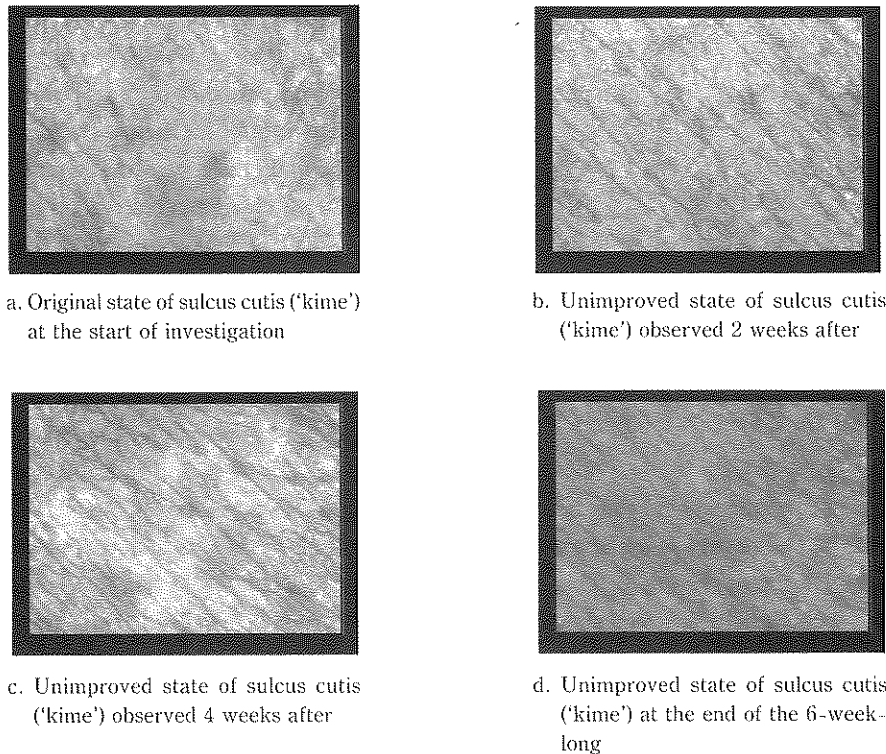 a. Original state of sulcus cutis ('kime')
at the start of investigation
b. Unimproved state of sulcus cutis
('kime') observed 2 weeks after
c. Unimproved state of sulcus cutis
('kime') observed 4 weeks after
d. Unimproved state of sulcus cutis
('kime') at the end of the 6-week-
long